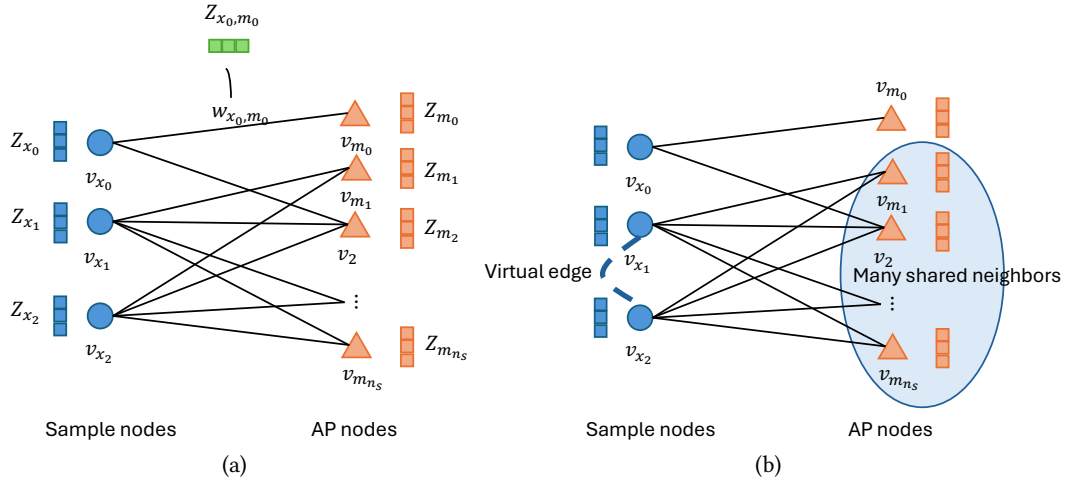 Z_{x_0,m_0}
w_{x_0,m_0}
Z_{x_0}
v_{x_0}
Z_{x_1}
v_{x_1}
Z_{x_2}
v_{x_2}
Z_{m_0}
v_{m_0}
Z_{m_1}
v_{m_1}
Z_{m_2}
v_2
⋮
Z_{m_{n_s}}
v_{m_{n_s}}
Sample nodes
AP nodes
(a)
v_{x_0}
v_{x_1}
Virtual edge
v_{x_2}
v_{m_0}
v_{m_1}
v_2
Many shared neighbors
⋮
v_{m_{n_s}}
Sample nodes
AP nodes
(b)